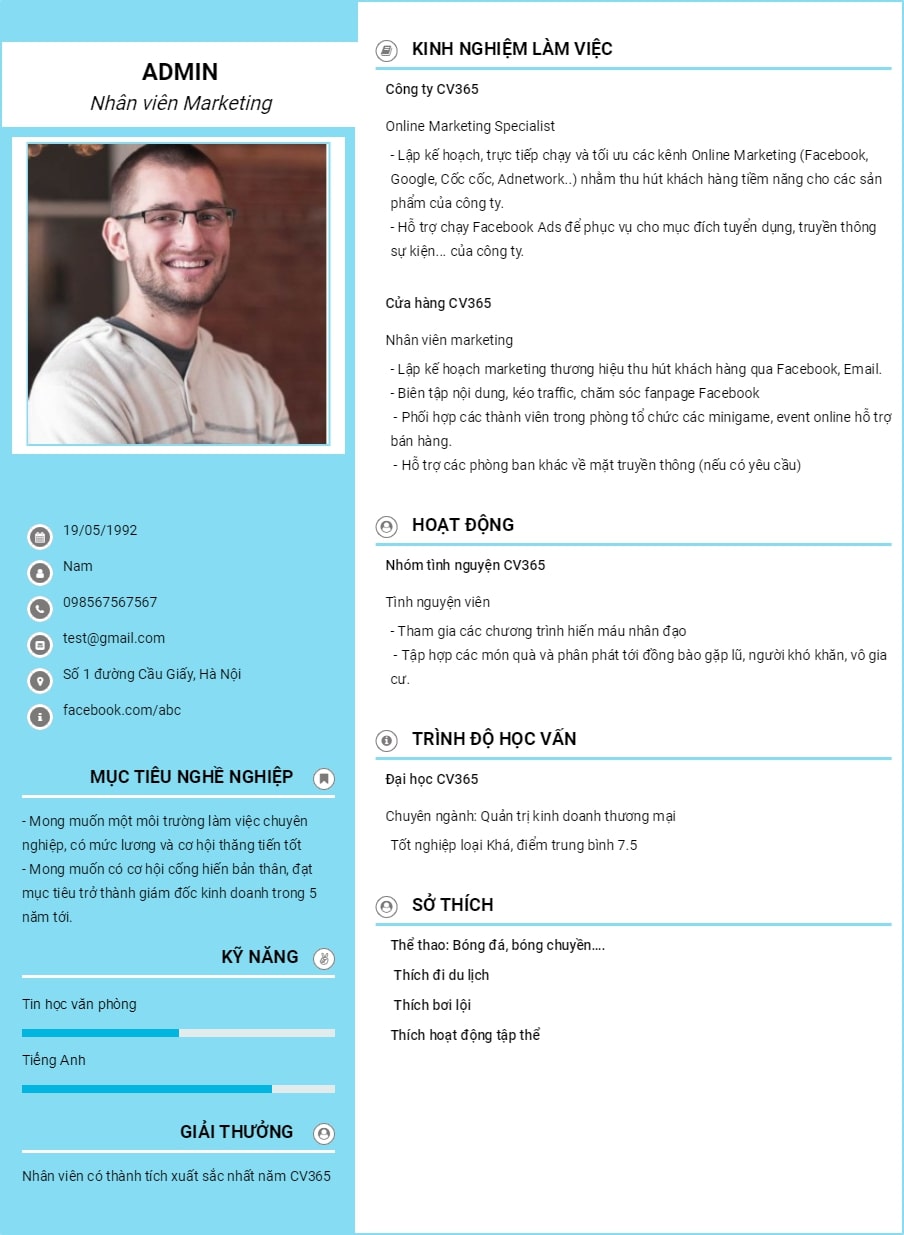 ADMIN
Nhân viên Marketing
19/05/1992
Nam
098567567567
test@gmail.com
Số 1 đường Cầu Giấy, Hà Nội
facebook.com/abc
MỤC TIÊU NGHỀ NGHIỆP
- Mong muốn một môi trường làm việc chuyên
nghiệp, có mức lương và cơ hội thăng tiến tốt
- Mong muốn có cơ hội cống hiến bản thân, đạt
mục tiêu trở thành giám đốc kinh doanh trong 5
năm tới.
KỸ NĂNG
Tin học văn phòng
Tiếng Anh
GIẢI THƯỞNG
Nhân viên có thành tích xuất sắc nhất năm CV365
KINH NGHIỆM LÀM VIỆC
Công ty CV365
Online Marketing Specialist
- Lập kế hoạch, trực tiếp chạy và tối ưu các kênh Online Marketing (Facebook,
Google, Cốc cốc, Adnetwork..) nhằm thu hút khách hàng tiềm năng cho các sản
phẩm của công ty.
- Hỗ trợ chạy Facebook Ads để phục vụ cho mục đích tuyển dụng, truyền thông
sự kiện... của công ty.
Cửa hàng CV365
Nhân viên marketing
- Lập kế hoạch marketing thương hiệu thu hút khách hàng qua Facebook, Email.
- Biên tập nội dung, kéo traffic, chăm sóc fanpage Facebook
- Phối hợp các thành viên trong phòng tổ chức các minigame, event online hỗ trợ
bán hàng.
- Hỗ trợ các phòng ban khác về mặt truyền thông (nếu có yêu cầu)
HOẠT ĐỘNG
Nhóm tình nguyện CV365
Tình nguyện viên
- Tham gia các chương trình hiến máu nhân đạo
- Tập hợp các món quà và phân phát tới đồng bào gặp lũ, người khó khăn, vô gia
cư.
TRÌNH ĐỘ HỌC VẤN
Đại học CV365
Chuyên ngành: Quản trị kinh doanh thương mại
Tốt nghiệp loại Khá, điểm trung bình 7.5
SỞ THÍCH
Thể thao: Bóng đá, bóng chuyền....
Thích đi du lịch
Thích bơi lội
Thích hoạt động tập thể